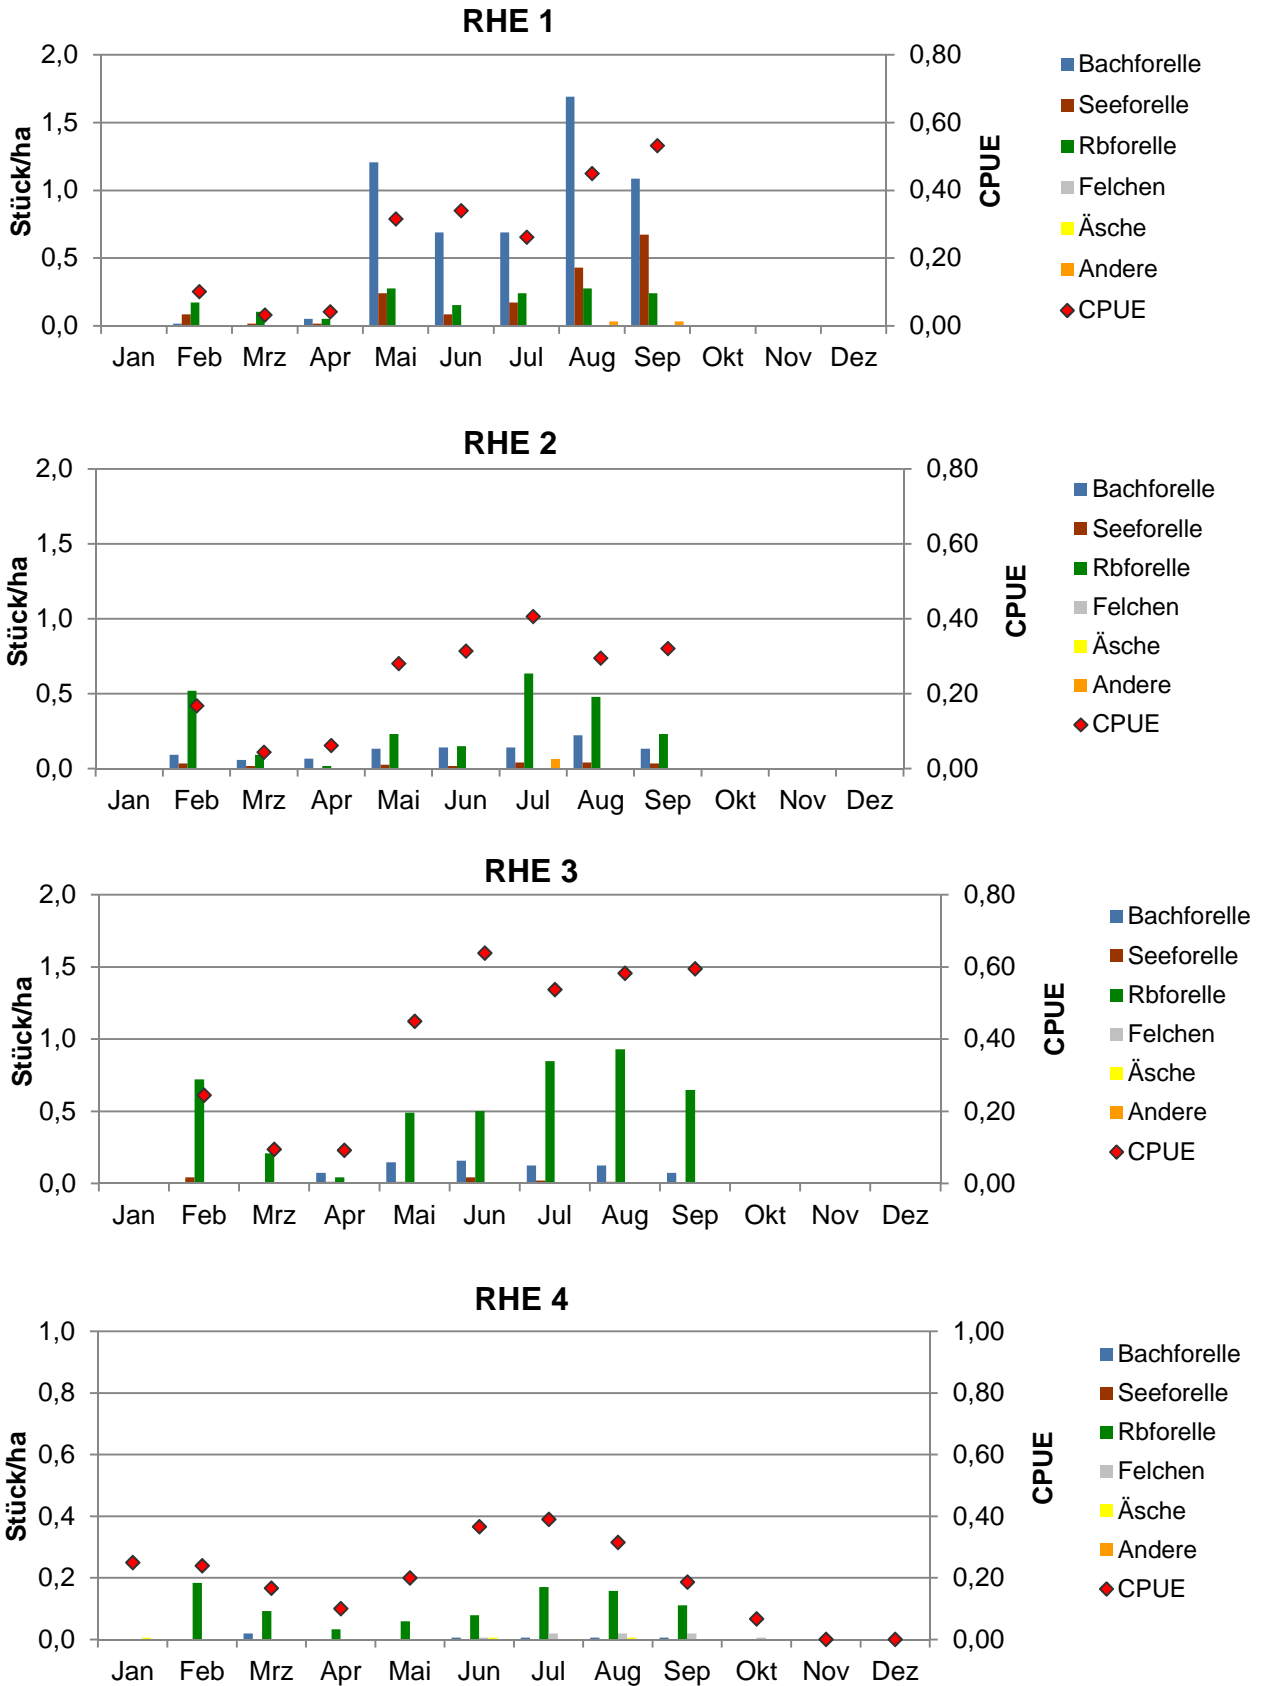 RHE 1
2,0
1,5
1,0
0,5
0,0
Stück/ha
0,80
0,60
0,40
0,20
0,00
CPUE
Jan Feb Mrz Apr Mai Jun Jul Aug Sep Okt Nov Dez
Bachforelle
Seeforelle
Rbforelle
Felchen
Äsche
Andere
CPUE
RHE 2
2,0
1,5
1,0
0,5
0,0
Stück/ha
0,80
0,60
0,40
0,20
0,00
CPUE
Jan Feb Mrz Apr Mai Jun Jul Aug Sep Okt Nov Dez
Bachforelle
Seeforelle
Rbforelle
Felchen
Äsche
Andere
CPUE
RHE 3
2,0
1,5
1,0
0,5
0,0
Stück/ha
0,80
0,60
0,40
0,20
0,00
CPUE
Jan Feb Mrz Apr Mai Jun Jul Aug Sep Okt Nov Dez
Bachforelle
Seeforelle
Rbforelle
Felchen
Äsche
Andere
CPUE
RHE 4
1,0
0,8
0,6
0,4
0,2
0,0
Stück/ha
1,00
0,80
0,60
0,40
0,20
0,00
CPUE
Jan Feb Mrz Apr Mai Jun Jul Aug Sep Okt Nov Dez
Bachforelle
Seeforelle
Rbforelle
Felchen
Äsche
Andere
CPUE